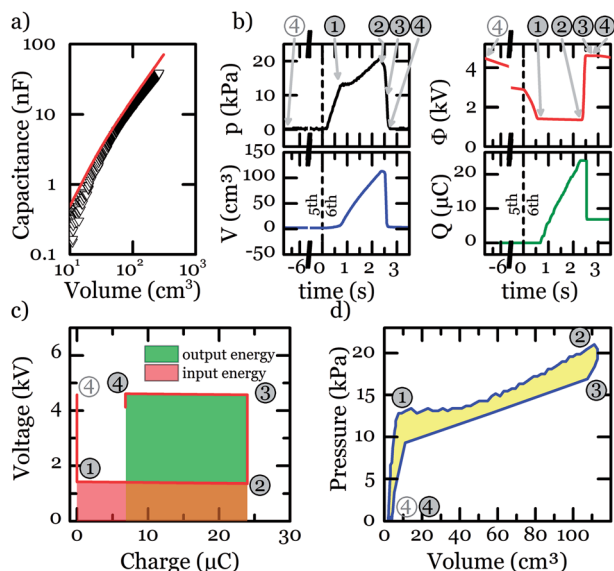 a)
Capacitance (nF)
100
10
1
0.1
10¹
10²
10³
Volume (cm³)
b)
④ ① ② ③ ④
p (kPa)
20
10
0
V (cm³)
150
100
50
0
-50
5th
6th
-6 0 1 2 3
time (s)
④ ① ② ③ ④
Φ (kV)
4
2
0
Q (µC)
20
10
0
5th
6th
-6 0 1 2 3
time (s)
c)
Voltage (kV)
6
4
2
0
output energy
input energy
④ ④ ③
① ②
0 10 20 30
Charge (µC)
d)
Pressure (kPa)
20
15
10
5
0
① ② ③
④ ④
0 20 40 60 80 100
Volume (cm³)